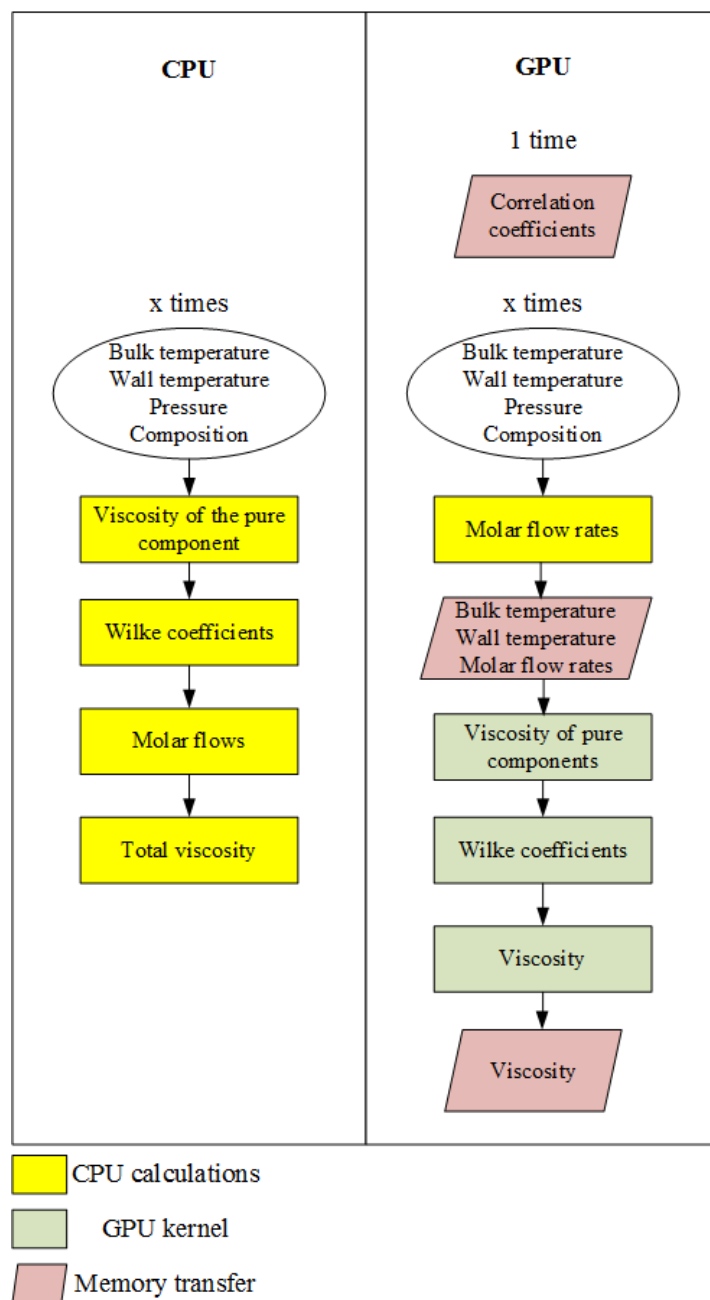 CPU
x times
Bulk temperature
Wall temperature
Pressure
Composition
Viscosity of the pure
component
Wilke coefficients
Molar flows
Total viscosity
GPU
1 time
Correlation
coefficients
x times
Bulk temperature
Wall temperature
Pressure
Composition
Molar flow rates
Bulk temperature
Wall temperature
Molar flow rates
Viscosity of pure
components
Wilke coefficients
Viscosity
Viscosity
CPU calculations
GPU kernel
Memory transfer